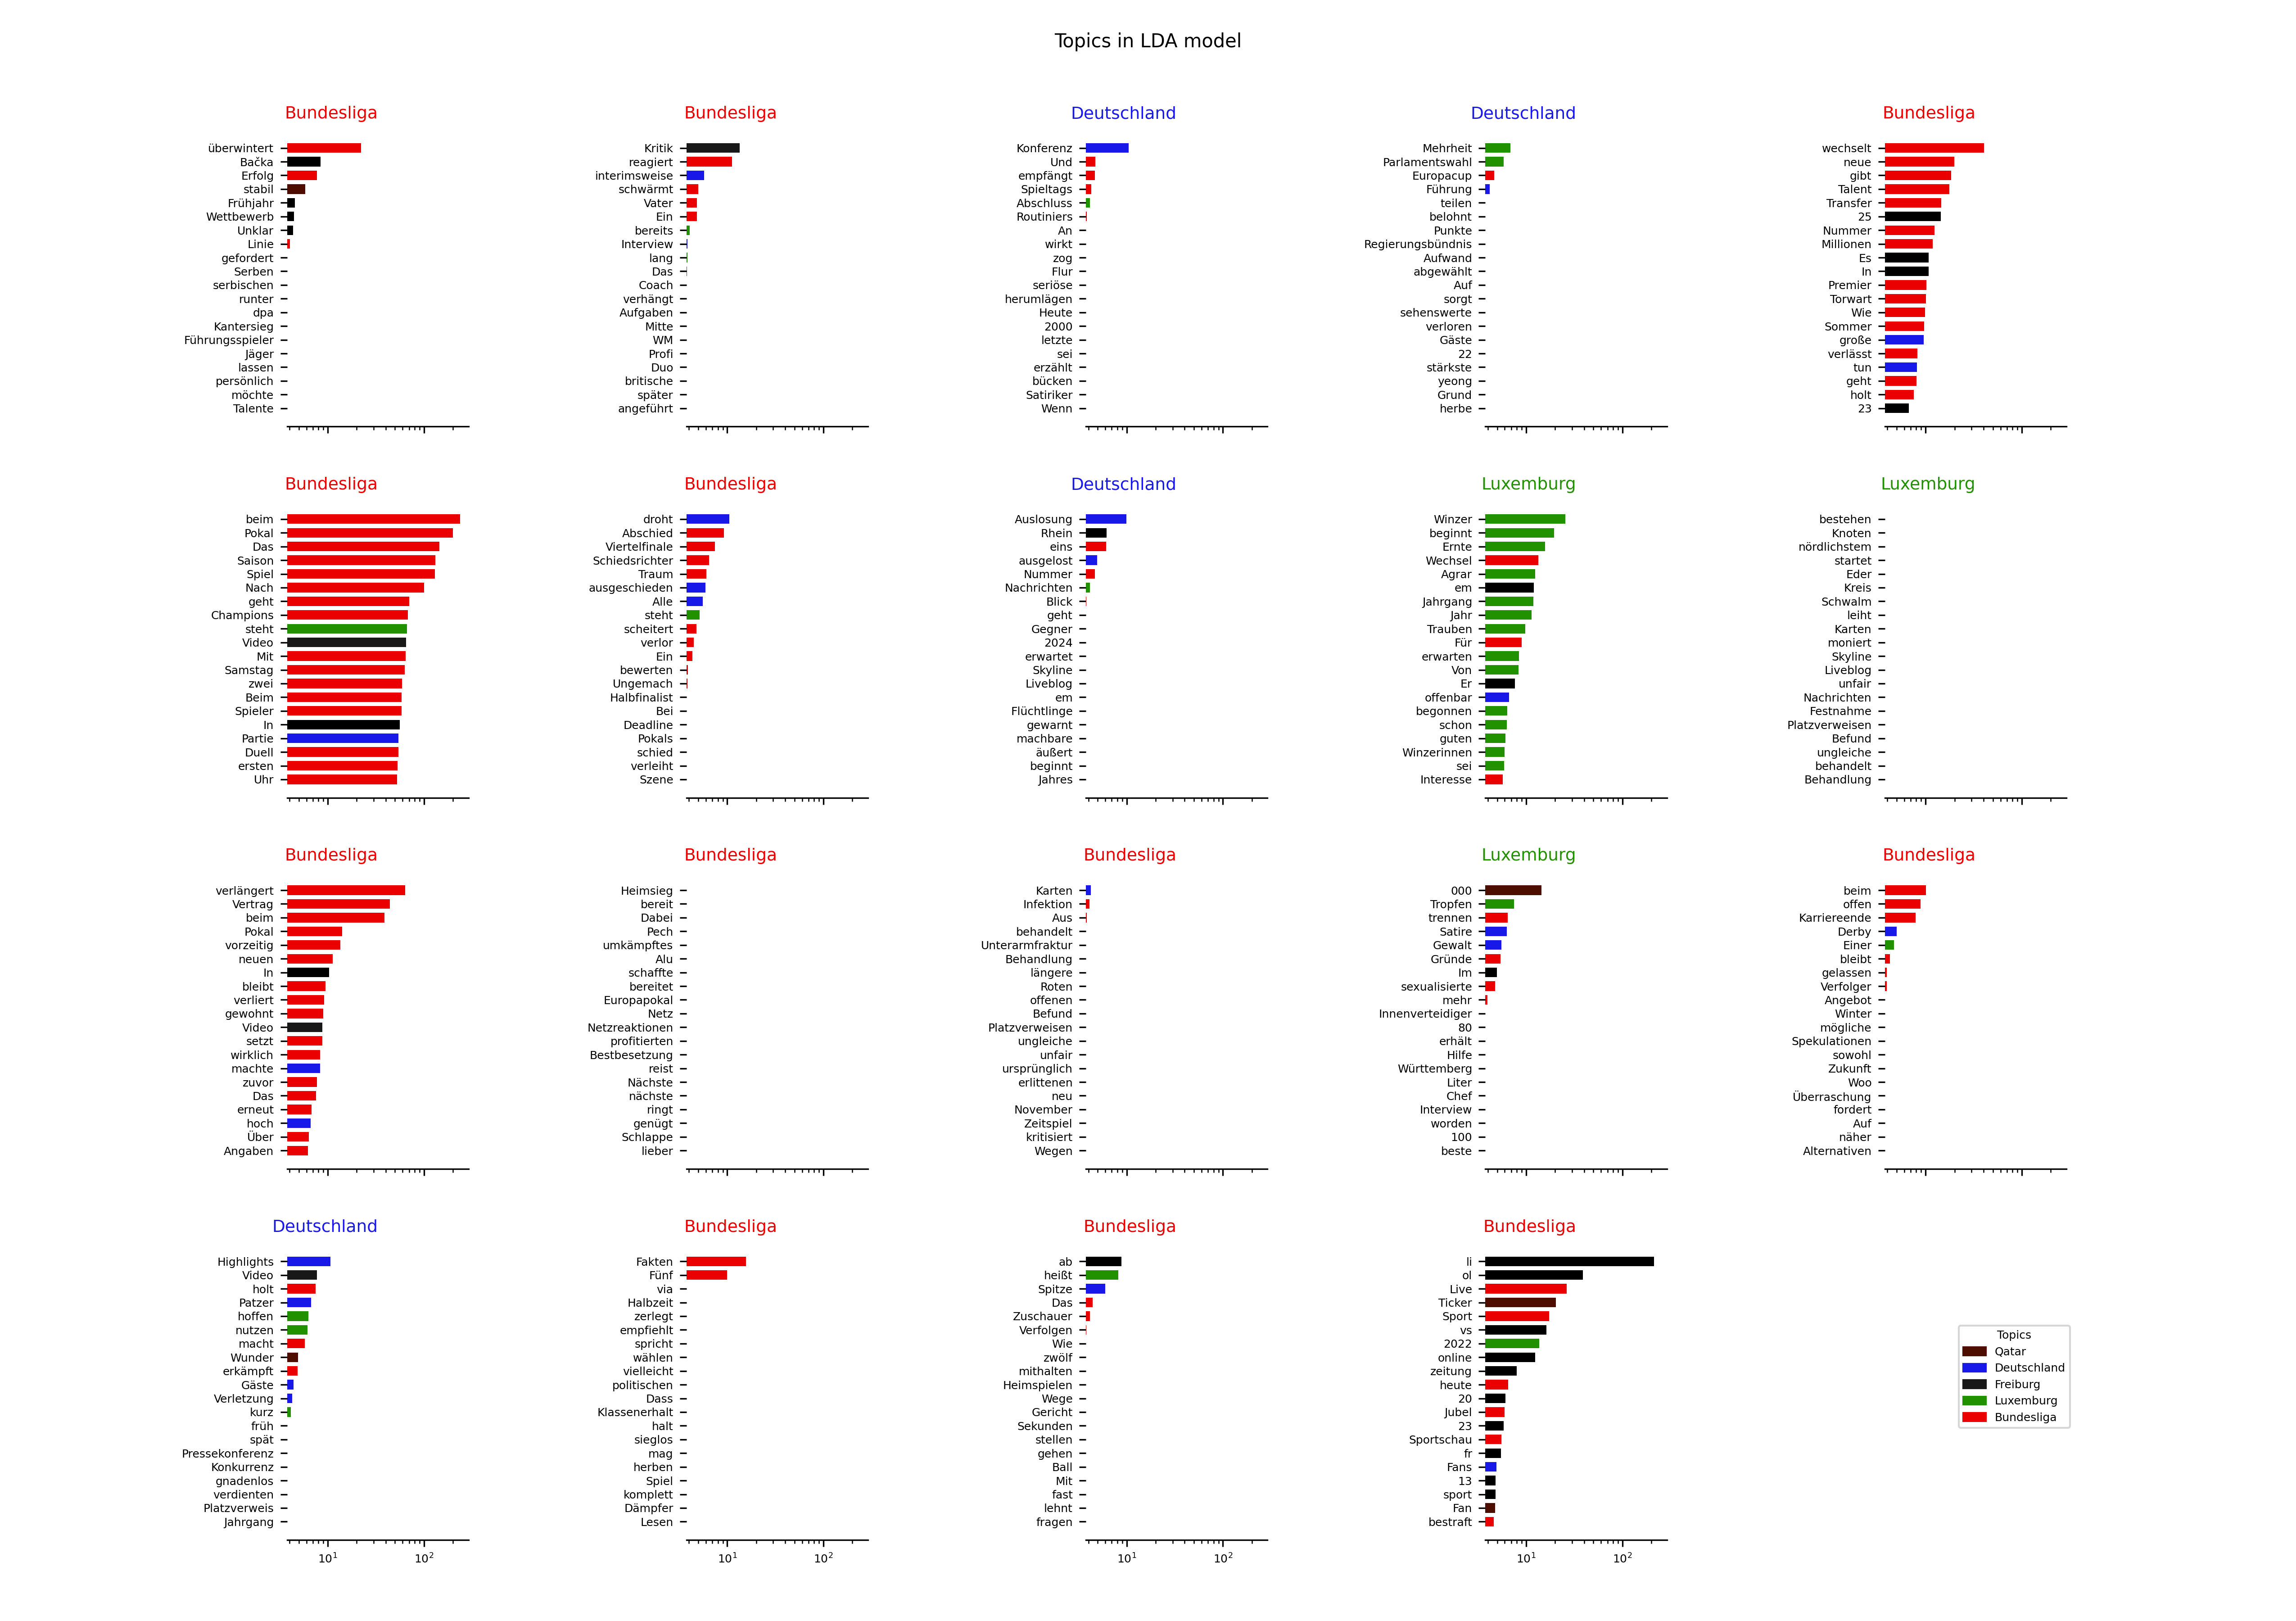 Topics in LDA model
Bundesliga
überwintert
Bačka
Erfolg
stabil
Frühjahr
Wettbewerb
Unklar
Linie
gefordert
Serben
serbischen
runter
dpa
Kantersieg
Führungsspieler
Jäger
lassen
persönlich
möchte
Talente
Bundesliga
Kritik
reagiert
interimsweise
schwärmt
Vater
Ein
bereits
Interview
lang
Das
Coach
verhängt
Aufgaben
Mitte
WM
Profi
Duo
britische
später
angeführt
Deutschland
Konferenz
Und
empfängt
Spieltags
Abschluss
Routiniers
An
wirkt
zog
Flur
seriöse
herumlägen
Heute
2000
letzte
sei
erzählt
bücken
Satiriker
Wenn
Deutschland
Mehrheit
Parlamentswahl
Europacup
Führung
teilen
belohnt
Punkte
Regierungsbündnis
Aufwand
abgewählt
Auf
sorgt
sehenswerte
verloren
Gäste
22
stärkste
yeong
Grund
herbe
Bundesliga
wechselt
neue
gibt
Talent
Transfer
25
Nummer
Millionen
Es
In
Premier
Torwart
Wie
Sommer
große
verlässt
tun
geht
holt
23
Bundesliga
beim
Pokal
Das
Saison
Spiel
Nach
geht
Champions
steht
Video
Mit
Samstag
zwei
Beim
Spieler
In
Partie
Duell
ersten
Uhr
Bundesliga
droht
Abschied
Viertelfinale
Schiedsrichter
Traum
ausgeschieden
Alle
steht
scheitert
verlor
Ein
bewerten
Ungemach
Halbfinalist
Bei
Deadline
Pokals
schied
verleiht
Szene
Deutschland
Auslosung
Rhein
eins
ausgelost
Nummer
Nachrichten
Blick
geht
Gegner
2024
erwartet
Skyline
Liveblog
em
Flüchtlinge
gewarnt
machbare
äußert
beginnt
Jahres
Luxemburg
Winzer
beginnt
Ernte
Wechsel
Agrar
em
Jahrgang
Jahr
Trauben
Für
erwarten
Von
Er
offenbar
begonnen
schon
guten
Winzerinnen
sei
Interesse
Luxemburg
bestehen
Knoten
nördlichstem
startet
Eder
Kreis
Schwalm
leiht
Karten
moniert
Skyline
Liveblog
unfair
Nachrichten
Festnahme
Platzverweisen
Befund
ungleiche
behandelt
Behandlung
Bundesliga
verlängert
Vertrag
beim
Pokal
vorzeitig
neuen
In
bleibt
verliert
gewohnt
Video
setzt
wirklich
machte
zuvor
Das
erneut
hoch
Über
Angaben
Bundesliga
Heimsieg
bereit
Dabei
Pech
umkämpftes
Alu
schaffte
bereitet
Europapokal
Netz
Netzreaktionen
profitierten
Bestbesetzung
reist
Nächste
nächste
ringt
genügt
Schlappe
lieber
Bundesliga
Karten
Infektion
Aus
behandelt
Unterarmfraktur
Behandlung
längere
Roten
offenen
Befund
Platzverweisen
ungleiche
unfair
ursprünglich
erlittenen
neu
November
Zeitspiel
kritisiert
Wegen
Luxemburg
000
Tropfen
trennen
Satire
Gewalt
Gründe
Im
sexualisierte
mehr
Innenverteidiger
80
erhält
Hilfe
Württemberg
Liter
Chef
Interview
worden
100
beste
Bundesliga
beim
offen
Karriereende
Derby
Einer
bleibt
gelassen
Verfolger
Angebot
Winter
mögliche
Spekulationen
sowohl
Zukunft
Woo
Überraschung
fordert
Auf
näher
Alternativen
Deutschland
Highlights
Video
holt
Patzer
hoffen
nutzen
macht
Wunder
erkämpft
Gäste
Verletzung
kurz
früh
spät
Pressekonferenz
Konkurrenz
gnadenlos
verdienten
Platzverweis
Jahrgang
10¹ 10²
Bundesliga
Fakten
Fünf
via
Halbzeit
zerlegt
empfiehlt
spricht
wählen
vielleicht
politischen
Dass
Klassenerhalt
halt
sieglos
mag
herben
Spiel
komplett
Dämpfer
Lesen
10¹ 10²
Bundesliga
ab
heißt
Spitze
Das
Zuschauer
Verfolgen
Wie
zwölf
mithalten
Heimspielen
Wege
Gericht
Sekunden
stellen
gehen
Ball
Mit
fast
lehnt
fragen
10¹ 10²
Bundesliga
li
ol
Live
Ticker
Sport
vs
2022
online
zeitung
heute
20
Jubel
23
Sportschau
fr
Fans
13
sport
Fan
bestraft
10¹ 10²
Topics
Qatar
Deutschland
Freiburg
Luxemburg
Bundesliga